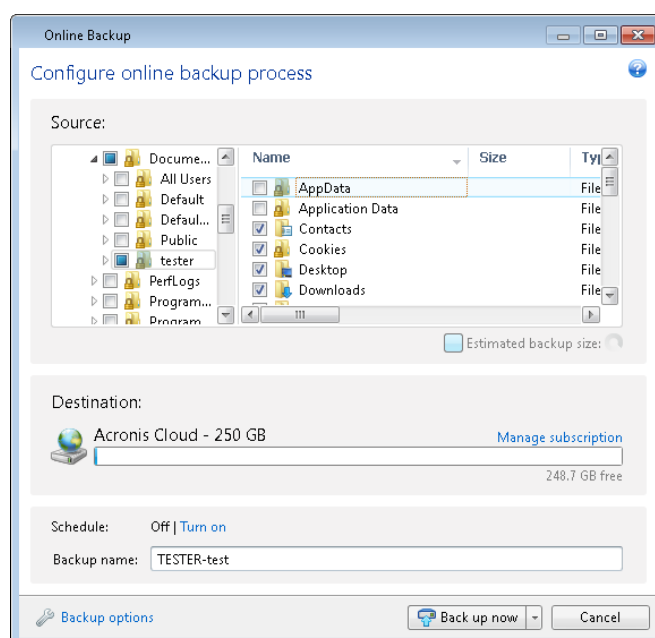 Online Backup
Configure online backup process
Source:
Docume...
All Users
Default
Defaul...
Public
tester
PerfLogs
Program...
Program
Name Size
AppData File
Application Data File
Contacts File
Cookies File
Desktop File
Downloads File
Estimated backup size:
Destination:
Acronis Cloud - 250 GB
Manage subscription
248.7 GB free
Schedule: Off | Turn on
Backup name: TESTER-test
Backup options
Back up now
Cancel